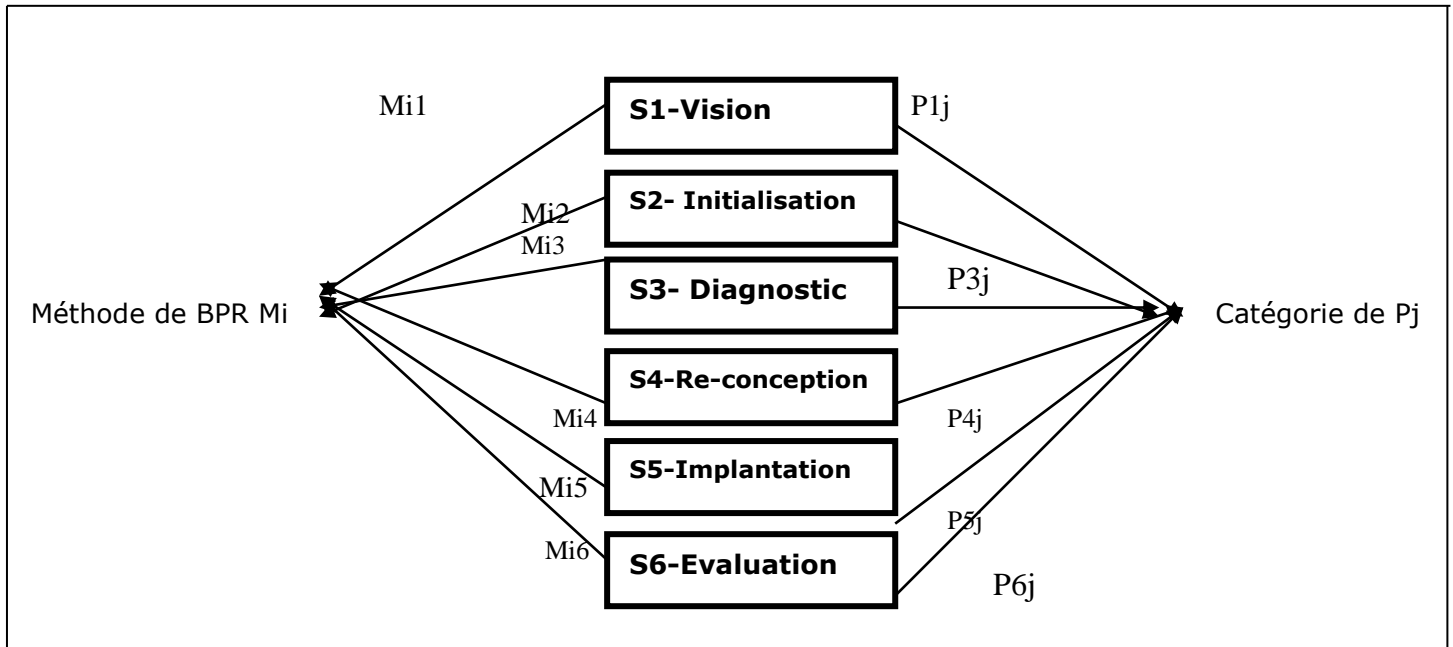 Mi1
S1-Vision
P1j
S2- Initialisation
Mi2
Mi3
S3- Diagnostic
P3j
Méthode de BPR Mi
Catégorie de Pj
S4-Re-conception
Mi4
P4j
S5-Implantation
Mi5
P5j
Mi6
S6-Evaluation
P6j